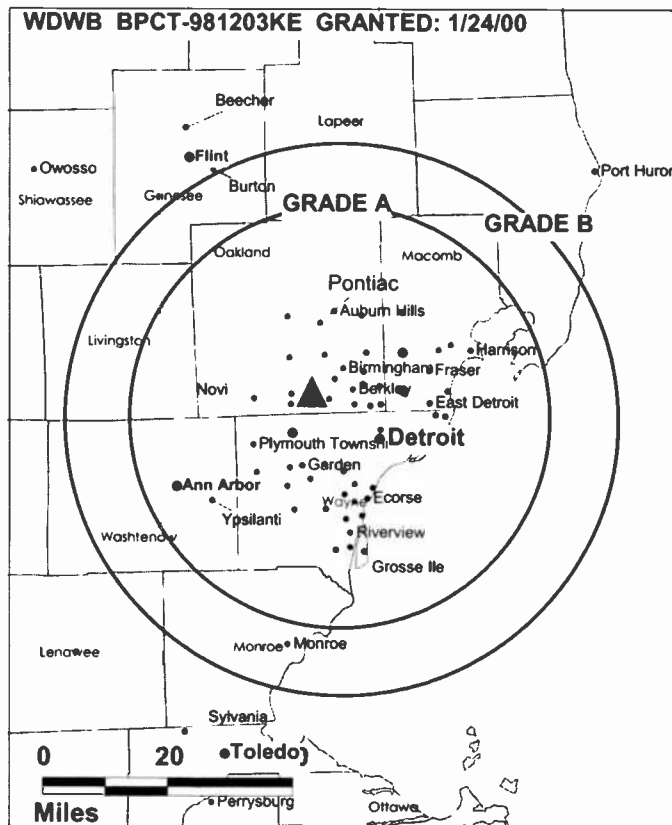 WDWB BPCT-981203KE GRANTED: 1/24/00
Beecher
Lapeer
Flint
Owosso
Port Huron
Shiawassee
Genesee
Burton
GRADE A
GRADE B
Oakland
Macomb
Pontiac
Auburn Hills
Livingston
Harrison
Birmingham
Fraser
Novi
Berkley
East Detroit
Detroit
Plymouth Townshi
Garden
Ann Arbor
Wayne
Ecorse
Ypsilanti
Washtenaw
Riverview
Grosse Ile
Monroe
Monroe
Lenawee
Sylvania
0
20
Toledo
Miles
Perrysburg
Ottawa